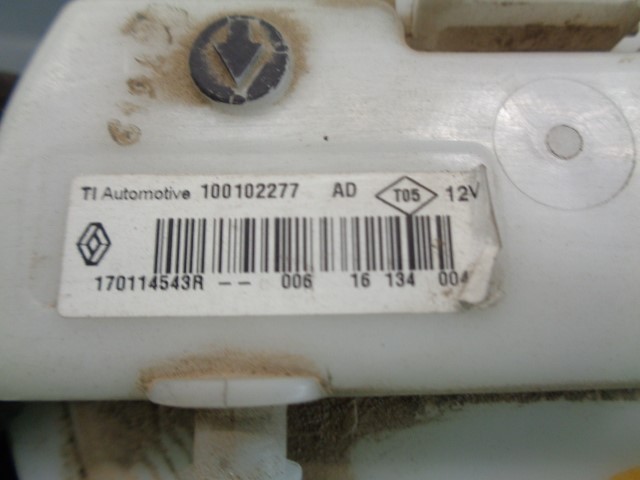 TI Automotive 100102277 AD T05 12V
170114543R -- 006 16 134 004